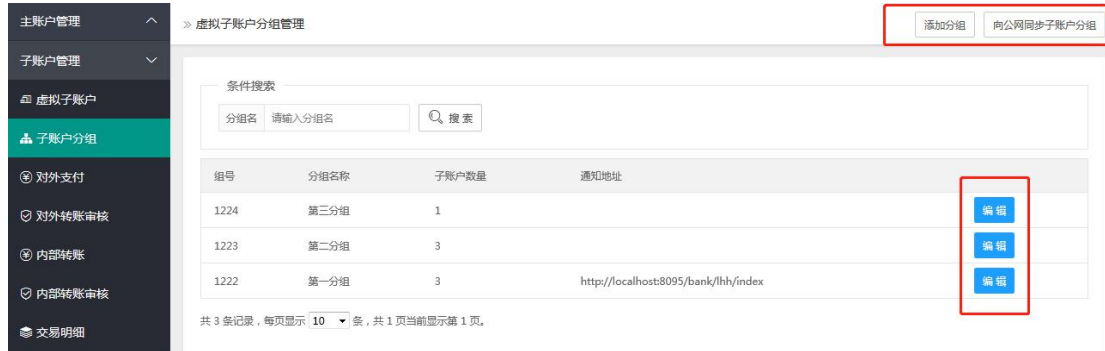 主账户管理
» 虚拟子账户分组管理
添加分组
向公网同步子账户分组
子账户管理
虚拟子账户
子账户分组
对外支付
对外转账审核
内部转账
内部转账审核
交易明细
条件搜索
分组名 请输入分组名 搜 索
组号 分组名称 子账户数量 通知地址
1224 第三分组 1 编 辑
1223 第二分组 3 编 辑
1222 第一分组 3 http://localhost:8095/bank/lhh/index 编 辑
共 3 条记录，每页显示 10 条，共 1 页当前显示第 1 页。